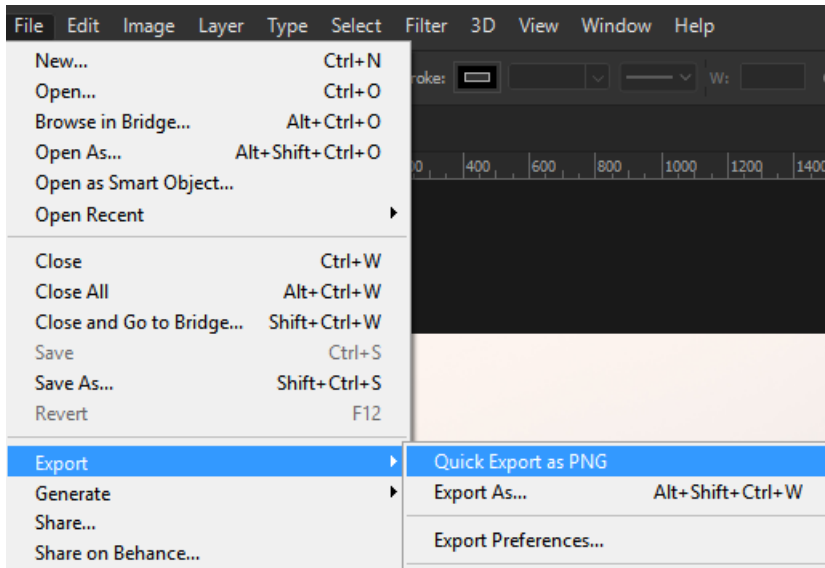 File Edit Image Layer Type Select Filter 3D View Window Help
New... Ctrl+N
Open... Ctrl+O
Browse in Bridge... Alt+Ctrl+O
Open As... Alt+Shift+Ctrl+O
Open as Smart Object...
Open Recent
Close Ctrl+W
Close All Alt+Ctrl+W
Close and Go to Bridge... Shift+Ctrl+W
Save Ctrl+S
Save As... Shift+Ctrl+S
Revert F12
Export
Generate
Share...
Share on Behance...
roke: W:
400 600 800 1000 1200 1400
Quick Export as PNG
Export As... Alt+Shift+Ctrl+W
Export Preferences...